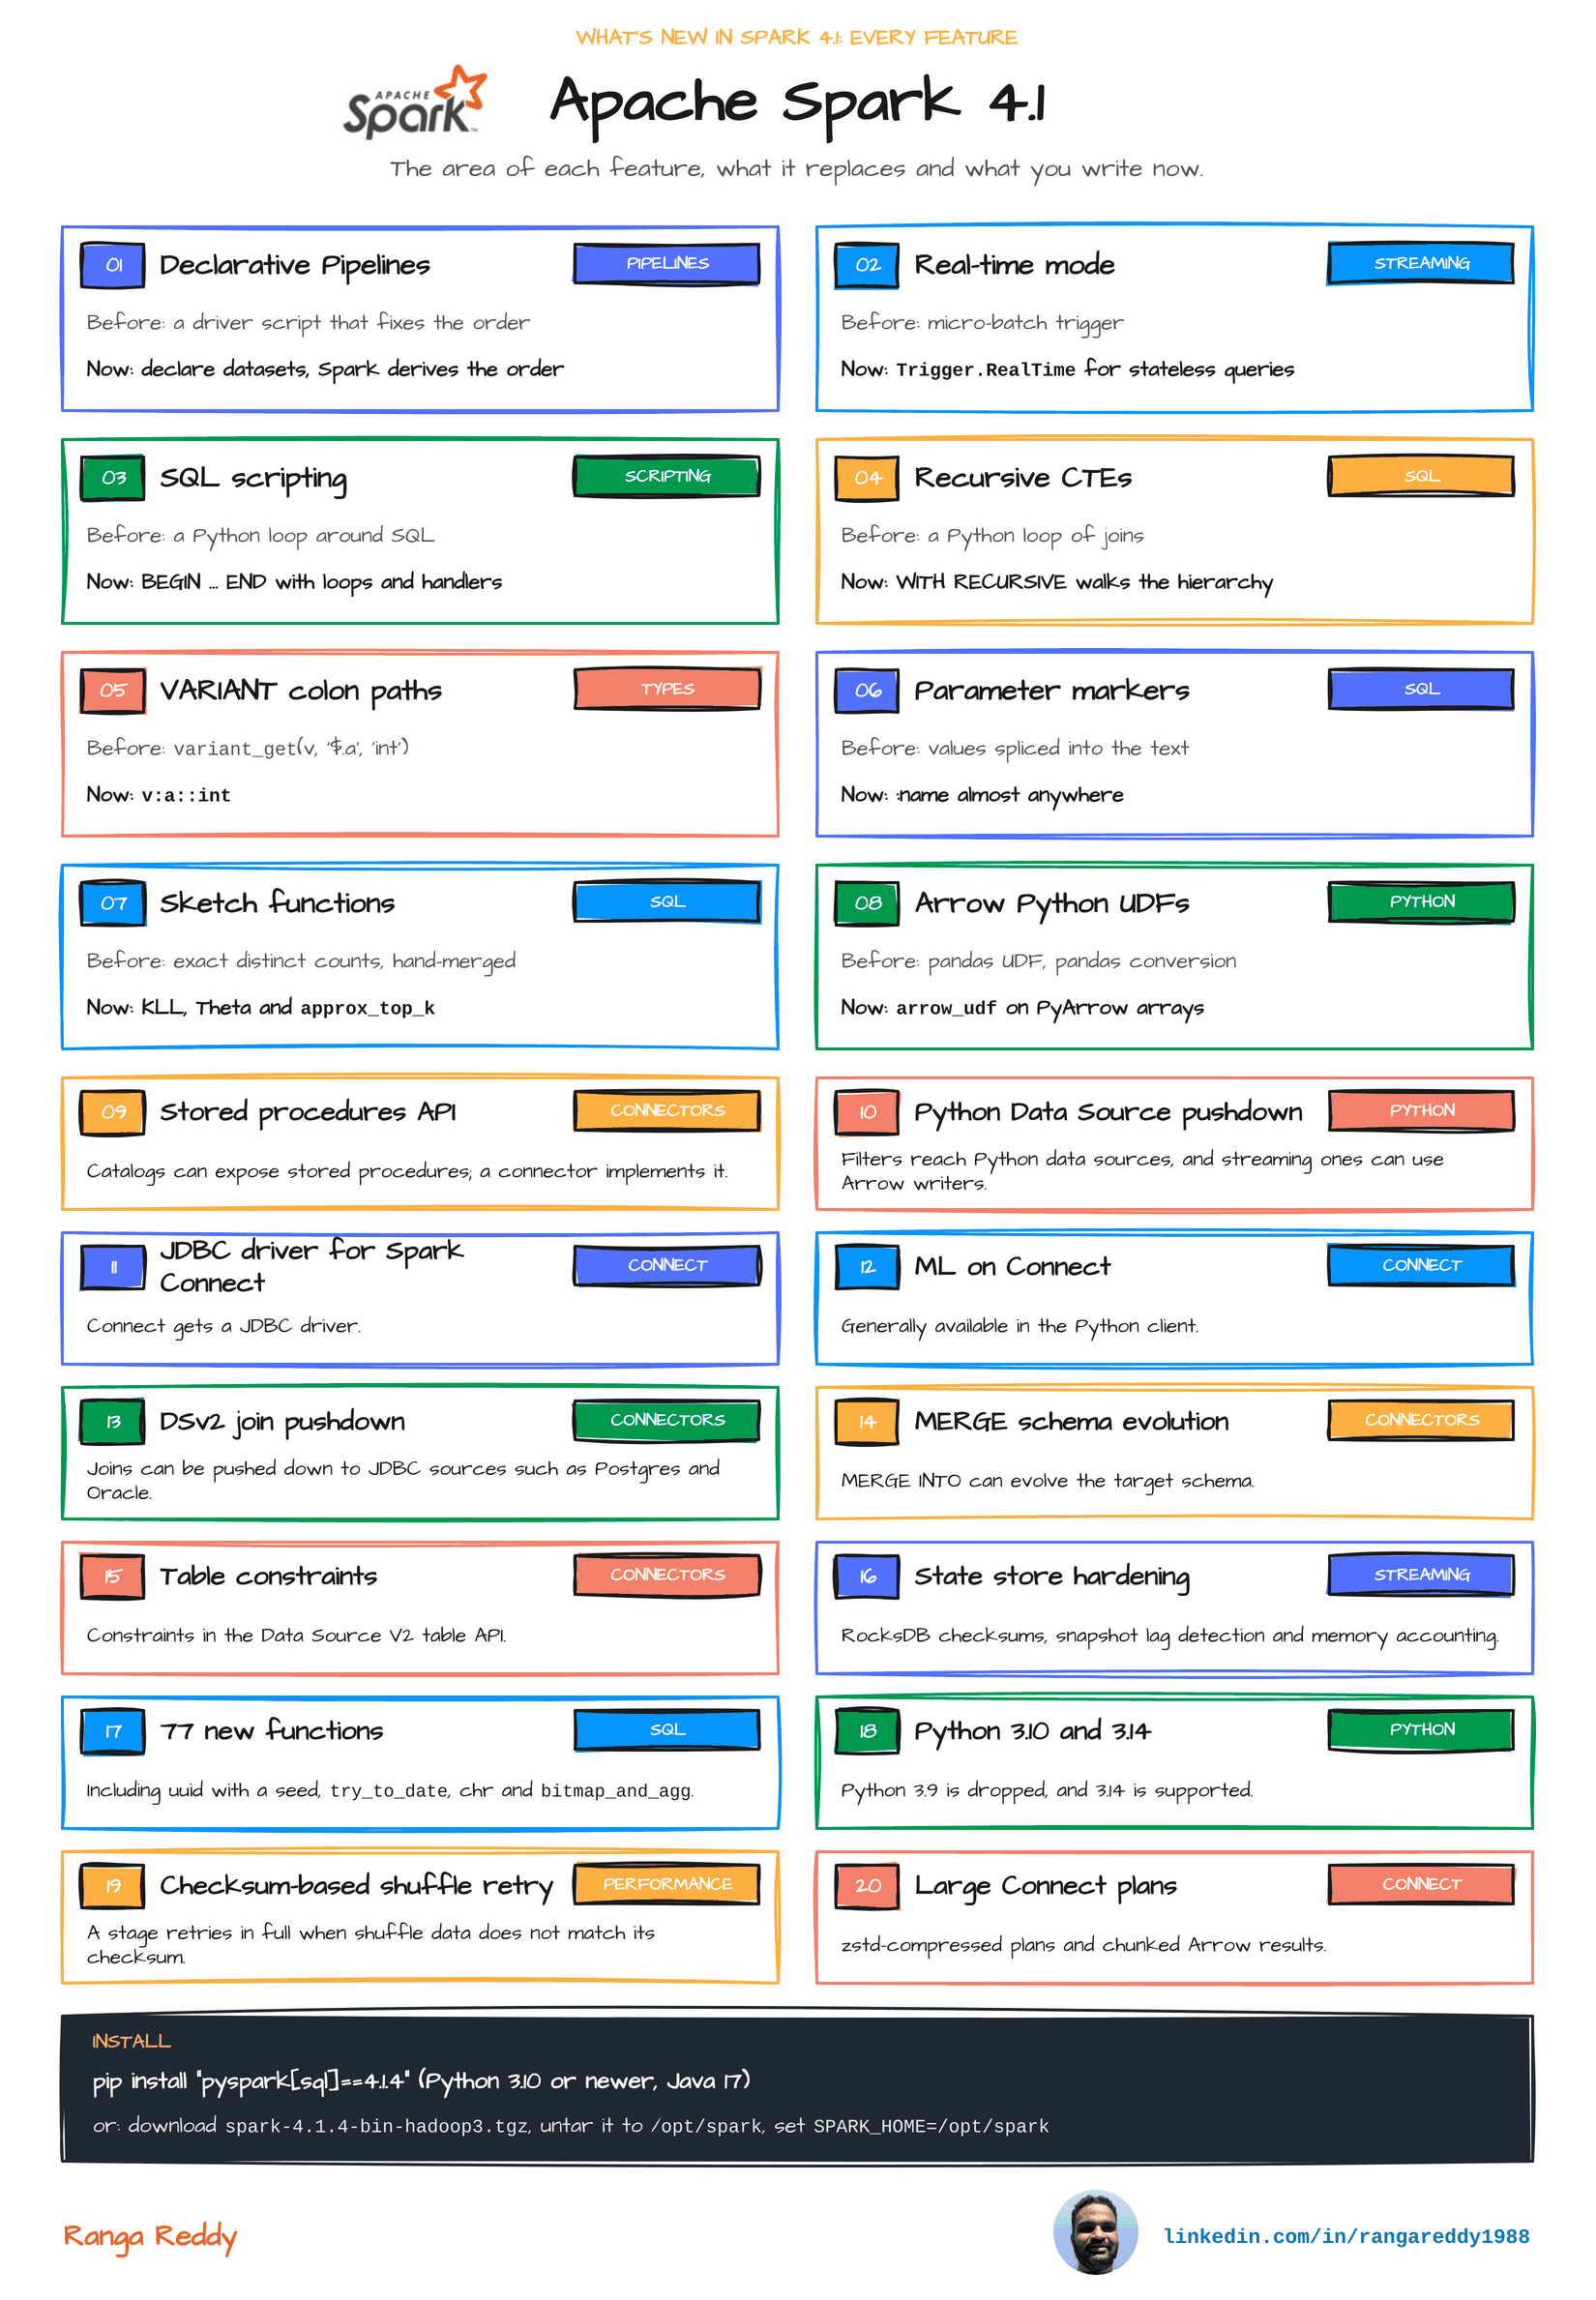 WHAT'S NEW IN SPARK 4.1: EVERY FEATURE
APACHE
Spark™
Apache Spark 4.1
The area of each feature, what it replaces and what you write now.
01
Declarative Pipelines
PIPELINES
Before: a driver script that fixes the order
Now: declare datasets, Spark derives the order
02
Real-time mode
STREAMING
Before: micro-batch trigger
Now: Trigger.RealTime for stateless queries
03
SQL scripting
SCRIPTING
Before: a Python loop around SQL
Now: BEGIN ... END with loops and handlers
04
Recursive CTEs
SQL
Before: a Python loop of joins
Now: WITH RECURSIVE walks the hierarchy
05
VARIANT colon paths
TYPES
Before: variant_get(v, '$.a', 'int')
Now: v:a::int
06
Parameter markers
SQL
Before: values spliced into the text
Now: :name almost anywhere
07
Sketch functions
SQL
Before: exact distinct counts, hand-merged
Now: KLL, Theta and approx_top_k
08
Arrow Python UDFs
PYTHON
Before: pandas UDF, pandas conversion
Now: arrow_udf on PyArrow arrays
09
Stored procedures API
CONNECTORS
Catalogs can expose stored procedures; a connector implements it.
10
Python Data Source pushdown
PYTHON
Filters reach Python data sources, and streaming ones can use
Arrow writers.
11
JDBC driver for Spark
Connect
CONNECT
Connect gets a JDBC driver.
12
ML on Connect
CONNECT
Generally available in the Python client.
13
DSv2 join pushdown
CONNECTORS
Joins can be pushed down to JDBC sources such as Postgres and
Oracle.
14
MERGE schema evolution
CONNECTORS
MERGE INTO can evolve the target schema.
15
Table constraints
CONNECTORS
Constraints in the Data Source V2 table API.
16
State store hardening
STREAMING
RocksDB checksums, snapshot lag detection and memory accounting.
17
77 new functions
SQL
Including uuid with a seed, try_to_date, chr and bitmap_and_agg.
18
Python 3.10 and 3.14
PYTHON
Python 3.9 is dropped, and 3.14 is supported.
19
Checksum-based shuffle retry
PERFORMANCE
A stage retries in full when shuffle data does not match its
checksum.
20
Large Connect plans
CONNECT
zstd-compressed plans and chunked Arrow results.
INSTALL
pip install "pyspark[sql]==4.1.4" (Python 3.10 or newer, Java 17)
or: download spark-4.1.4-bin-hadoop3.tgz, untar it to /opt/spark, set SPARK_HOME=/opt/spark
Ranga Reddy
linkedin.com/in/rangareddy1988